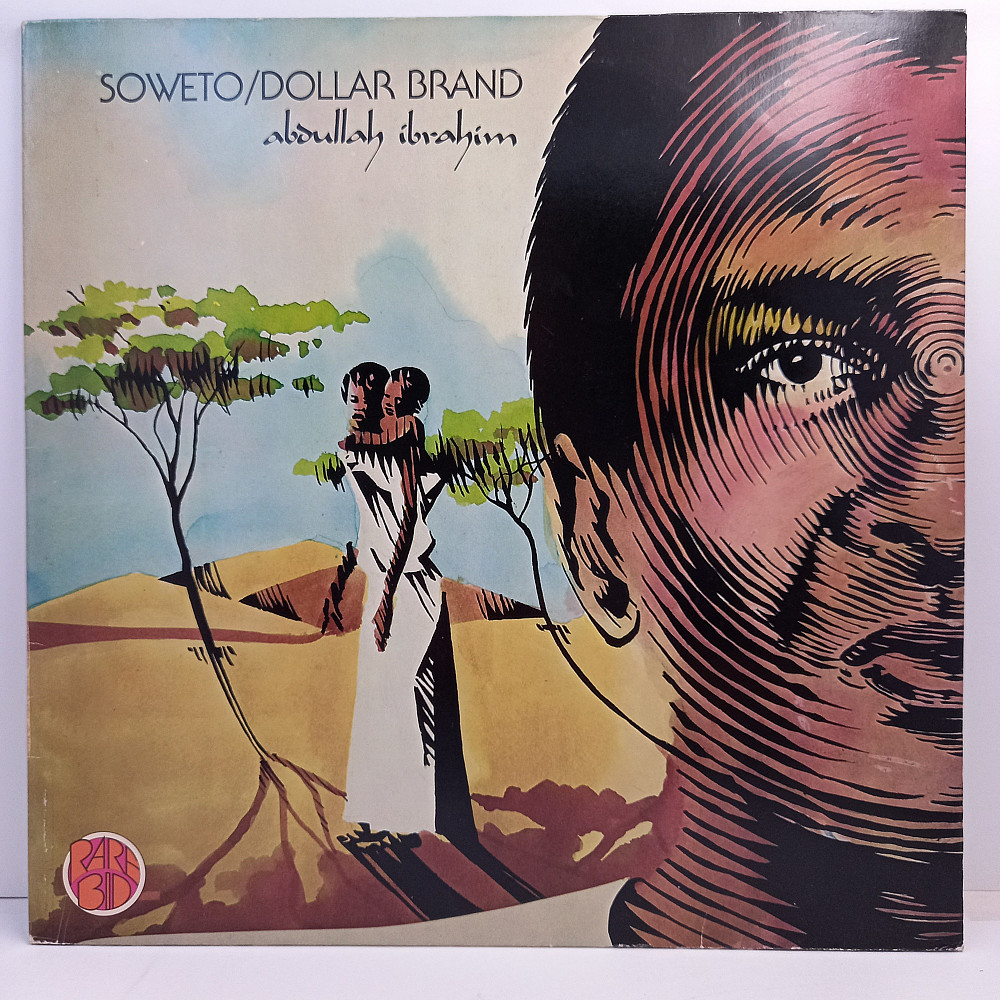 SOWETO/DOLLAR BRAND
abdullah ibrahim
RARE
BID